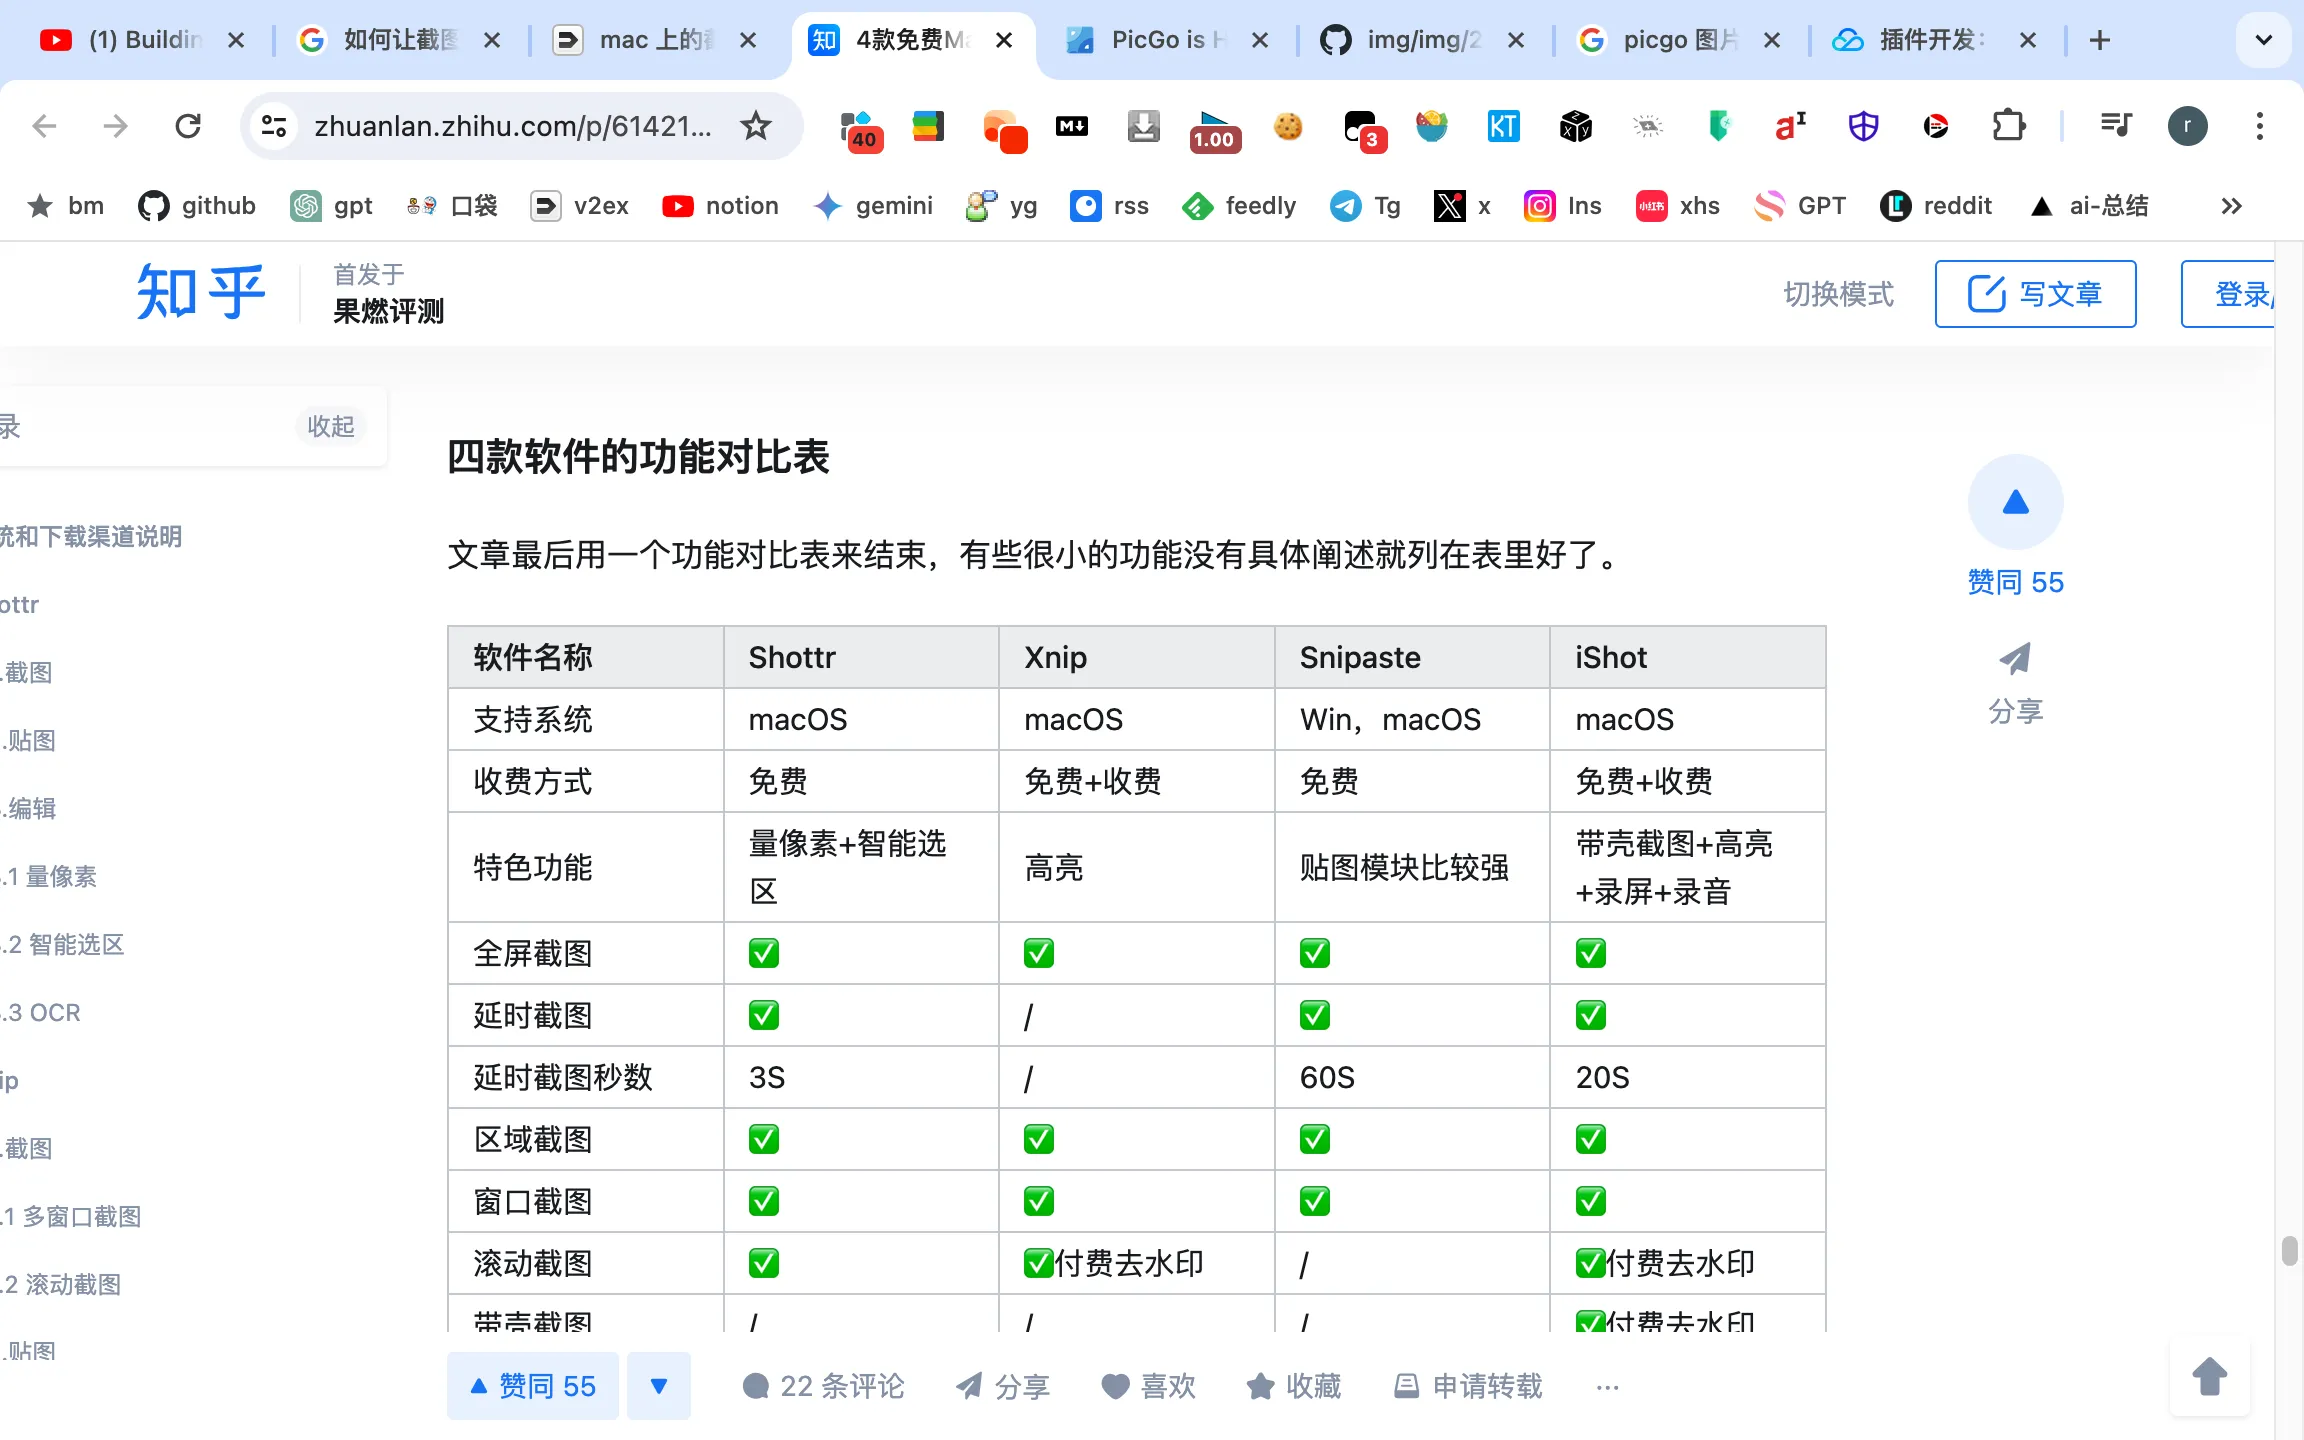 (1) Buildin
如何让截图
mac 上的截
4款免费Ma
PicGo is H
img/img/2
picgo 图片
插件开发:
zhuanlan.zhihu.com/p/61421...
40
1.00
3
KT
r
bm
github
gpt
口袋
v2ex
notion
gemini
yg
rss
feedly
Tg
x
Ins
xhs
GPT
reddit
ai-总结
知乎
首发于
果燃评测
切换模式
写文章
登录/
录
收起
统和下载渠道说明
ottr
.截图
.贴图
.编辑
.1 量像素
.2 智能选区
.3 OCR
ip
.截图
.1 多窗口截图
.2 滚动截图
.贴图
四款软件的功能对比表
文章最后用一个功能对比表来结束，有些很小的功能没有具体阐述就列在表里好了。
软件名称 Shottr Xnip Snipaste iShot
支持系统 macOS macOS Win，macOS macOS
收费方式 免费 免费+收费 免费 免费+收费
特色功能 量像素+智能选区 高亮 贴图模块比较强 带壳截图+高亮+录屏+录音
全屏截图 ✅ ✅ ✅ ✅
延时截图 ✅ / ✅ ✅
延时截图秒数 3S / 60S 20S
区域截图 ✅ ✅ ✅ ✅
窗口截图 ✅ ✅ ✅ ✅
滚动截图 ✅ ✅付费去水印 / ✅付费去水印
带壳截图 / / / ✅付费去水印
赞同 55
分享
赞同 55
22 条评论
分享
喜欢
收藏
申请转载
···